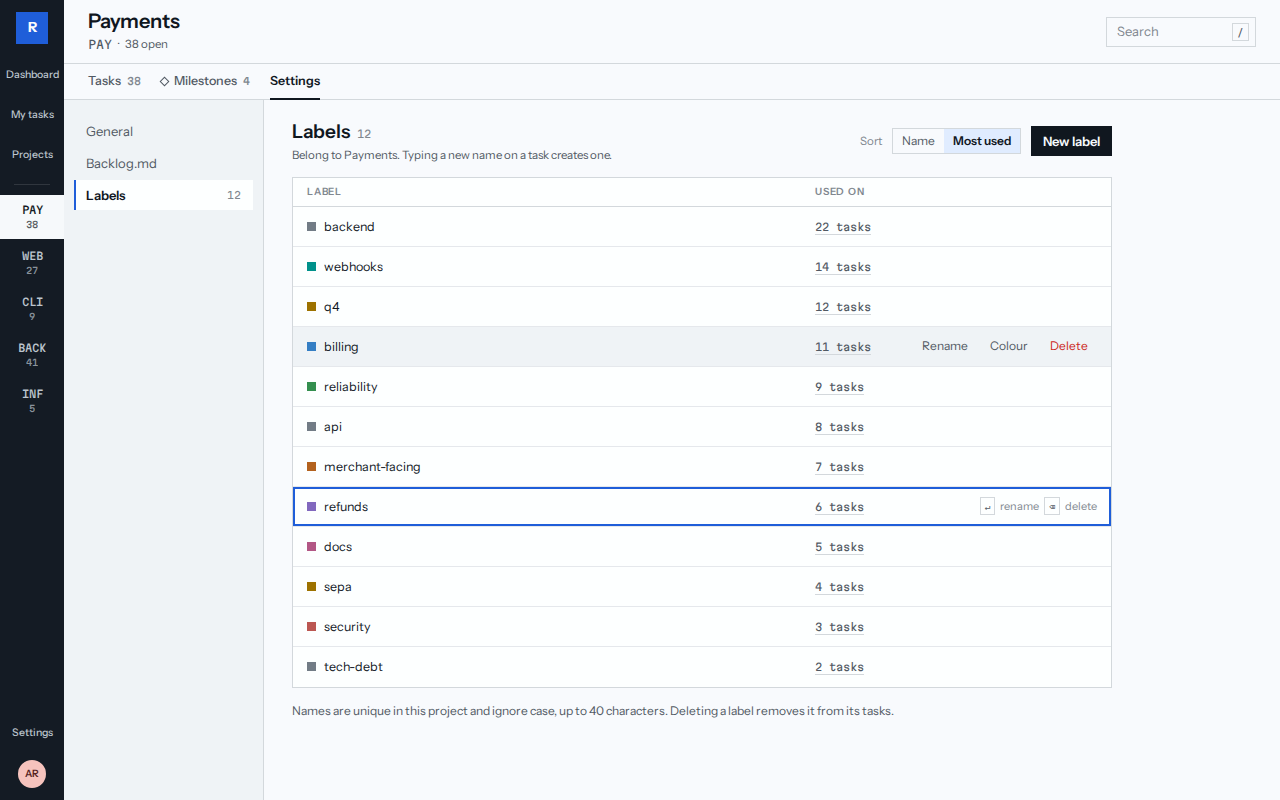 R
Dashboard
My tasks
Projects
PAY
38
WEB
27
CLI
9
BACK
41
INF
5
Settings
AR
Payments
PAY · 38 open
Search /
Tasks 38 ◇ Milestones 4 Settings
General
Backlog.md
Labels 12
Labels 12
Belong to Payments. Typing a new name on a task creates one.
Sort Name Most used New label
LABEL USED ON
backend 22 tasks
webhooks 14 tasks
q4 12 tasks
billing 11 tasks Rename Colour Delete
reliability 9 tasks
api 8 tasks
merchant-facing 7 tasks
refunds 6 tasks ↵ rename ⌫ delete
docs 5 tasks
sepa 4 tasks
security 3 tasks
tech-debt 2 tasks
Names are unique in this project and ignore case, up to 40 characters. Deleting a label removes it from its tasks.